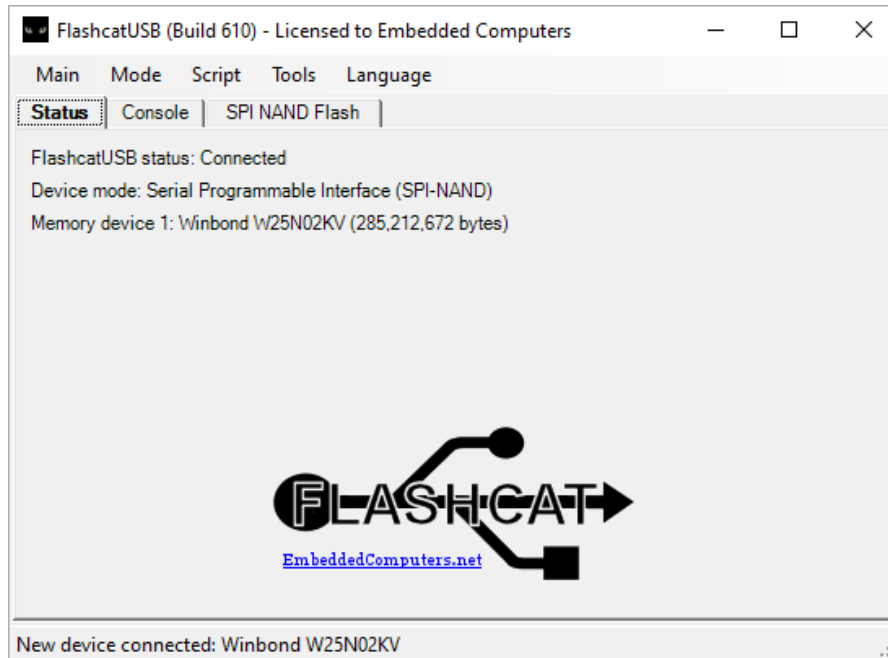 FlashcatUSB (Build 610) - Licensed to Embedded Computers
Main Mode Script Tools Language
Status Console SPI NAND Flash
FlashcatUSB status: Connected
Device mode: Serial Programmable Interface (SPI-NAND)
Memory device 1: Winbond W25N02KV (285,212,672 bytes)
FLASHCAT
EmbeddedComputers.net
New device connected: Winbond W25N02KV